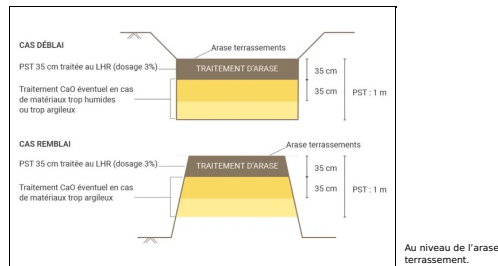 CAS DÉBLAI
Arase terrassements
PST 35 cm traitée au LHR (dosage 3%)
TRAITEMENT D'ARASE
35 cm
Traitement CaO éventuel en cas
de matériaux trop humides
ou trop argileux
35 cm
PST : 1 m
CAS REMBLAI
Arase terrassements
PST 35 cm traitée au LHR (dosage 3%)
TRAITEMENT D'ARASE
35 cm
Traitement CaO éventuel en cas
de matériaux trop argileux
35 cm
PST : 1 m
Au niveau de l'arase
terrassement.